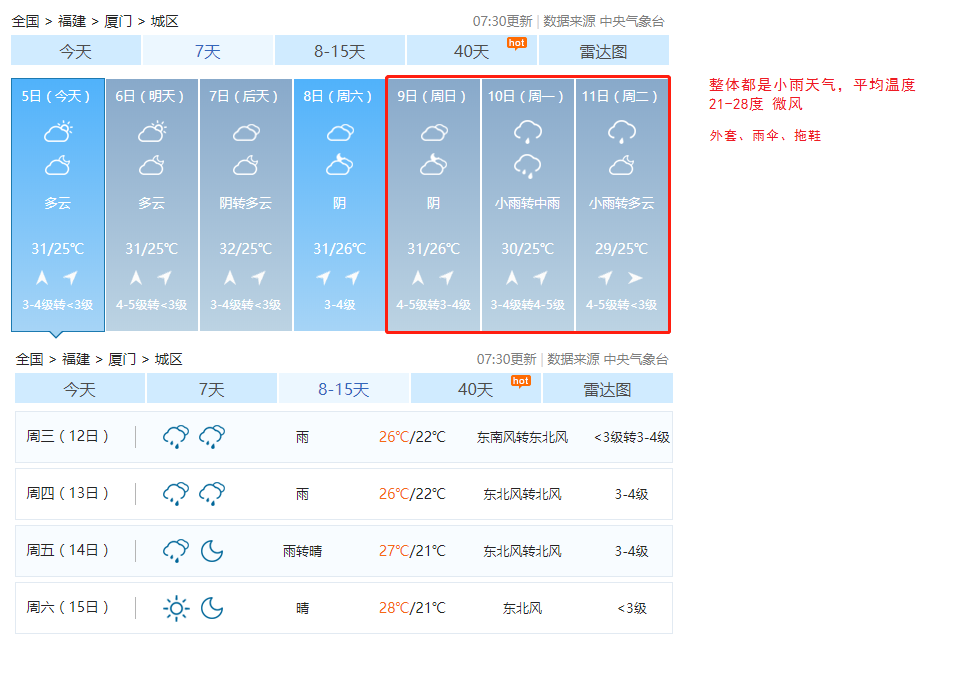 全国 > 福建 > 厦门 > 城区
07:30更新 | 数据来源 中央气象台
今天 7天 8-15天 40天 hot 雷达图
5日（今天） 6日（明天） 7日（后天） 8日（周六） 9日（周日） 10日（周一） 11日（周二）
多云 多云 阴转多云 阴 阴 小雨转中雨 小雨转多云
31/25℃ 31/25℃ 32/25℃ 31/26℃ 31/26℃ 30/25℃ 29/25℃
3-4级转<3级 4-5级转<3级 3-4级转<3级 3-4级 4-5级转3-4级 3-4级转4-5级 4-5级转<3级
整体都是小雨天气，平均温度
21-28度 微风
外套、雨伞、拖鞋
全国 > 福建 > 厦门 > 城区
07:30更新 | 数据来源 中央气象台
今天 7天 8-15天 40天 hot 雷达图
周三（12日） 雨 26℃/22℃ 东南风转东北风 <3级转3-4级
周四（13日） 雨 26℃/22℃ 东北风转北风 3-4级
周五（14日） 雨转晴 27℃/21℃ 东北风转北风 3-4级
周六（15日） 晴 28℃/21℃ 东北风 <3级